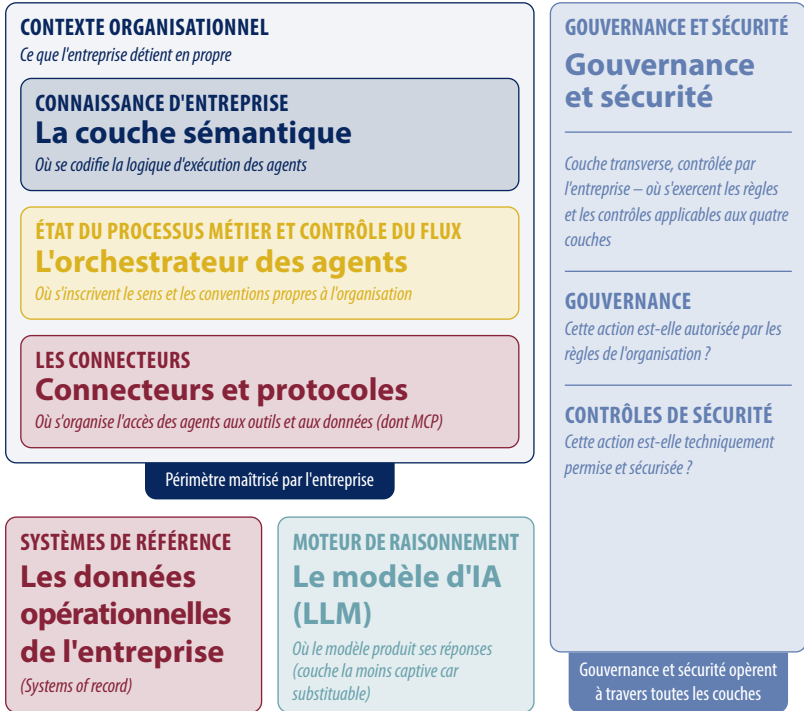 CONTEXTE ORGANISATIONNEL
Ce que l'entreprise détient en propre
CONNAISSANCE D'ENTREPRISE
La couche sémantique
Où se codifie la logique d'exécution des agents
ÉTAT DU PROCESSUS MÉTIER ET CONTRÔLE DU FLUX
L'orchestrateur des agents
Où s'inscrivent le sens et les conventions propres à l'organisation
LES CONNECTEURS
Connecteurs et protocoles
Où s'organise l'accès des agents aux outils et aux données (dont MCP)
Périmètre maîtrisé par l'entreprise
SYSTÈMES DE RÉFÉRENCE
Les données
opérationnelles
de l'entreprise
(Systems of record)
MOTEUR DE RAISONNEMENT
Le modèle d'IA
(LLM)
Où le modèle produit ses réponses
(couche la moins captive car
substituable)
GOUVERNANCE ET SÉCURITÉ
Gouvernance
et sécurité
Couche transverse, contrôlée par
l'entreprise – où s'exercent les règles
et les contrôles applicables aux quatre
couches
GOUVERNANCE
Cette action est-elle autorisée par les
règles de l'organisation ?
CONTRÔLES DE SÉCURITÉ
Cette action est-elle techniquement
permise et sécurisée ?
Gouvernance et sécurité opèrent
à travers toutes les couches